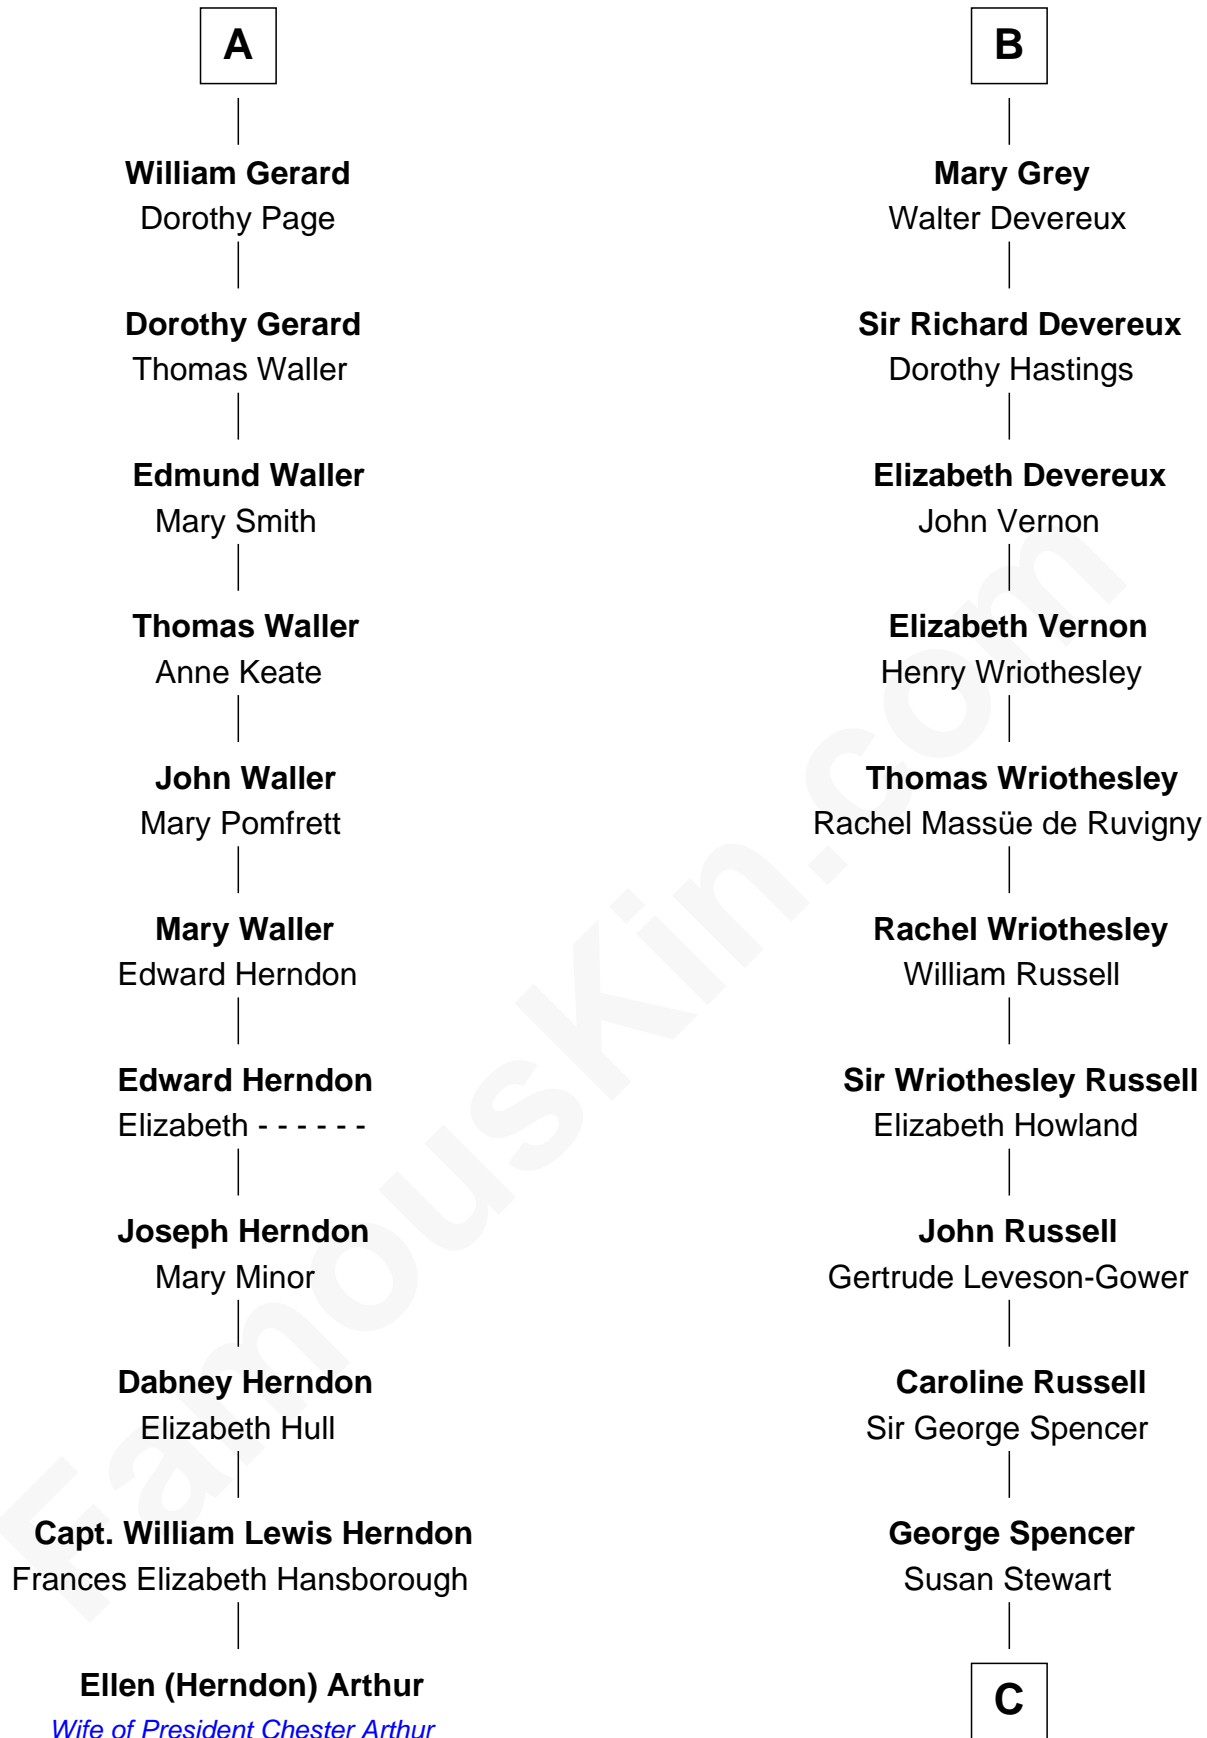 A
William Gerard
Dorothy Page
Dorothy Gerard
Thomas Waller
Edmund Waller
Mary Smith
Thomas Waller
Anne Keate
John Waller
Mary Pomfrett
Mary Waller
Edward Herndon
Edward Herndon
Elizabeth - - - - - -
Joseph Herndon
Mary Minor
Dabney Herndon
Elizabeth Hull
Capt. William Lewis Herndon
Frances Elizabeth Hansborough
Ellen (Herndon) Arthur
Wife of President Chester Arthur
B
Mary Grey
Walter Devereux
Sir Richard Devereux
Dorothy Hastings
Elizabeth Devereux
John Vernon
Elizabeth Vernon
Henry Wriothesley
Thomas Wriothesley
Rachel Massüe de Ruvigny
Rachel Wriothesley
William Russell
Sir Wriothesley Russell
Elizabeth Howland
John Russell
Gertrude Leveson-Gower
Caroline Russell
Sir George Spencer
George Spencer
Susan Stewart
C
FamousKin.com